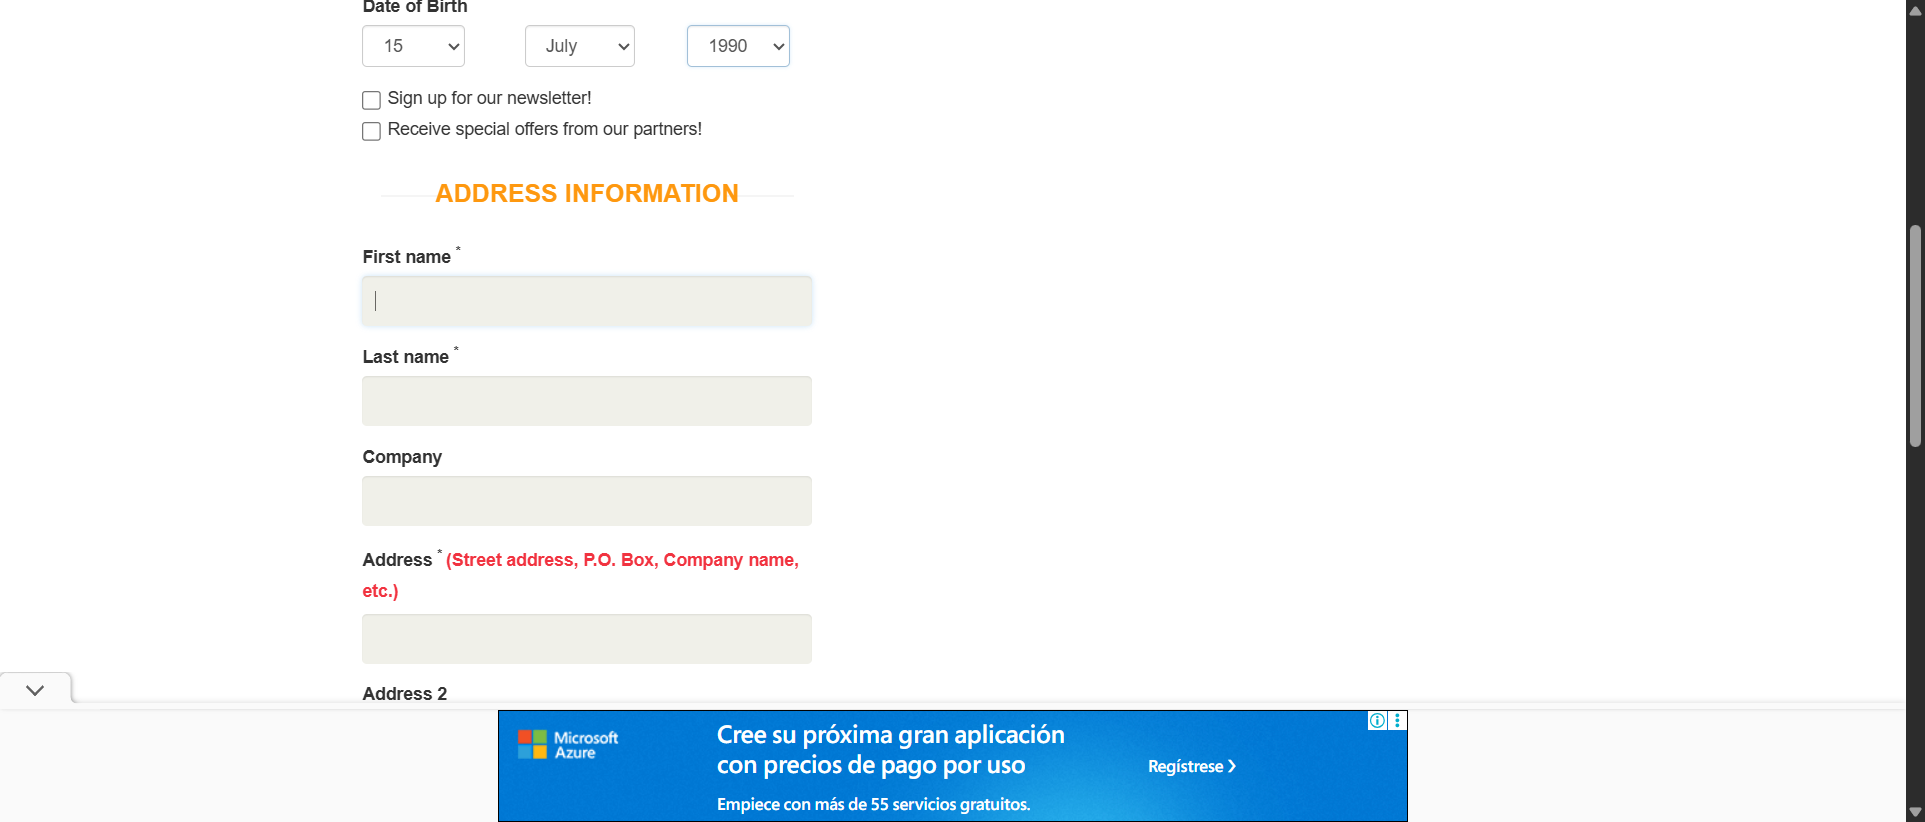 Date of Birth
15 July 1990
Sign up for our newsletter!
Receive special offers from our partners!
ADDRESS INFORMATION
First name *
Last name *
Company
Address * (Street address, P.O. Box, Company name,
etc.)
Address 2
Microsoft
Azure
Cree su próxima gran aplicación
con precios de pago por uso
Empiece con más de 55 servicios gratuitos.
Regístrese